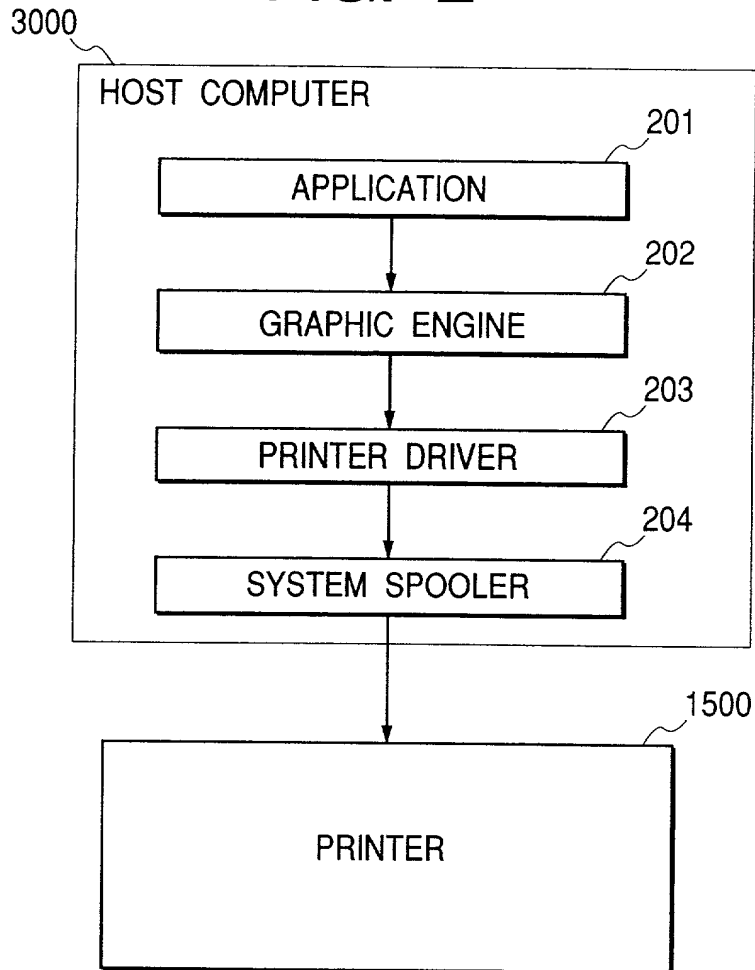 3000
HOST COMPUTER
201
APPLICATION
202
GRAPHIC ENGINE
203
PRINTER DRIVER
204
SYSTEM SPOOLER
1500
PRINTER